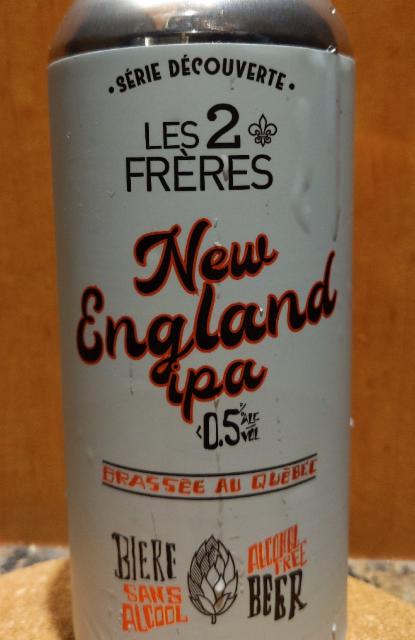 • SÉRIE DÉCOUVERTE •
LES 2
FRÈRES
New
England
ipa
<0.5% ALC/VOL
BRASSÉE AU QUÉBEC
BIERE
SANS
ALCOOL
ALCOHOL
FREE
BEER